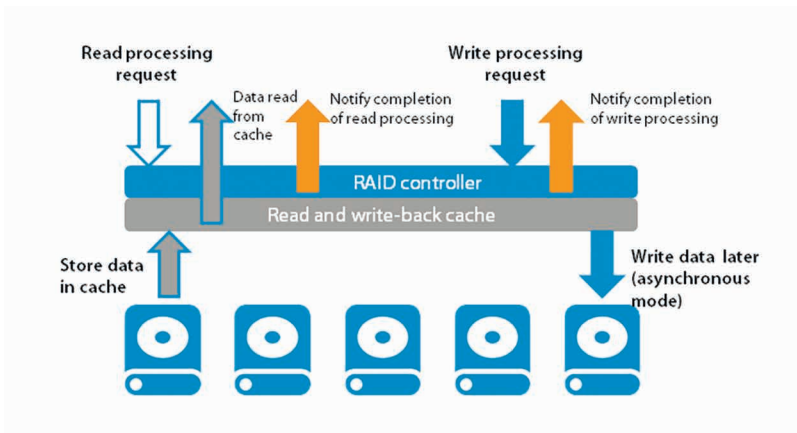 Read processing
request
Data read
from
cache
Notify completion
of read processing
Write processing
request
Notify completion
of write processing
RAID controller
Read and write-back cache
Store data
in cache
Write data later
(asynchronous
mode)